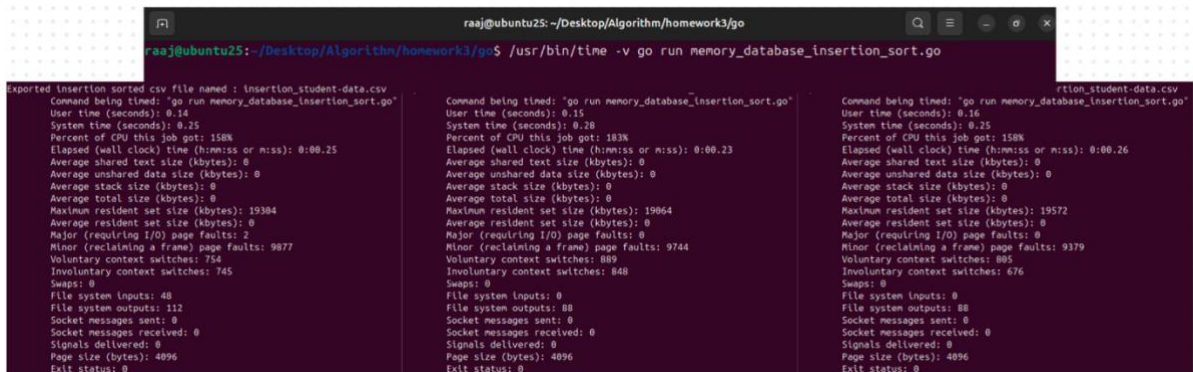 raaj@ubuntu25: ~/Desktop/Algorithm/homework3/go
raaj@ubuntu25:~/Desktop/Algorithm/homework3/go$ /usr/bin/time -v go run memory_database_insertion_sort.go
Exported insertion sorted csv file named : insertion_student-data.csv
Command being timed: "go run memory_database_insertion_sort.go"
User time (seconds): 0.14
System time (seconds): 0.25
Percent of CPU this job got: 158%
Elapsed (wall clock) time (h:mm:ss or m:ss): 0:00.25
Average shared text size (kbytes): 0
Average unshared data size (kbytes): 0
Average stack size (kbytes): 0
Average total size (kbytes): 0
Maximum resident set size (kbytes): 19304
Average resident set size (kbytes): 0
Major (requiring I/O) page faults: 2
Minor (reclaiming a frame) page faults: 9877
Voluntary context switches: 754
Involuntary context switches: 745
Swaps: 0
File system inputs: 48
File system outputs: 112
Socket messages sent: 0
Socket messages received: 0
Signals delivered: 0
Page size (bytes): 4096
Exit status: 0
Command being timed: "go run memory_database_insertion_sort.go"
User time (seconds): 0.15
System time (seconds): 0.28
Percent of CPU this job got: 183%
Elapsed (wall clock) time (h:mm:ss or m:ss): 0:00.23
Average shared text size (kbytes): 0
Average unshared data size (kbytes): 0
Average stack size (kbytes): 0
Average total size (kbytes): 0
Maximum resident set size (kbytes): 19064
Average resident set size (kbytes): 0
Major (requiring I/O) page faults: 0
Minor (reclaiming a frame) page faults: 9744
Voluntary context switches: 889
Involuntary context switches: 848
Swaps: 0
File system inputs: 0
File system outputs: 88
Socket messages sent: 0
Socket messages received: 0
Signals delivered: 0
Page size (bytes): 4096
Exit status: 0
rtion_student-data.csv
Command being timed: "go run memory_database_insertion_sort.go"
User time (seconds): 0.16
System time (seconds): 0.25
Percent of CPU this job got: 158%
Elapsed (wall clock) time (h:mm:ss or m:ss): 0:00.26
Average shared text size (kbytes): 0
Average unshared data size (kbytes): 0
Average stack size (kbytes): 0
Average total size (kbytes): 0
Maximum resident set size (kbytes): 19572
Average resident set size (kbytes): 0
Major (requiring I/O) page faults: 0
Minor (reclaiming a frame) page faults: 9379
Voluntary context switches: 805
Involuntary context switches: 676
Swaps: 0
File system inputs: 0
File system outputs: 88
Socket messages sent: 0
Socket messages received: 0
Signals delivered: 0
Page size (bytes): 4096
Exit status: 0